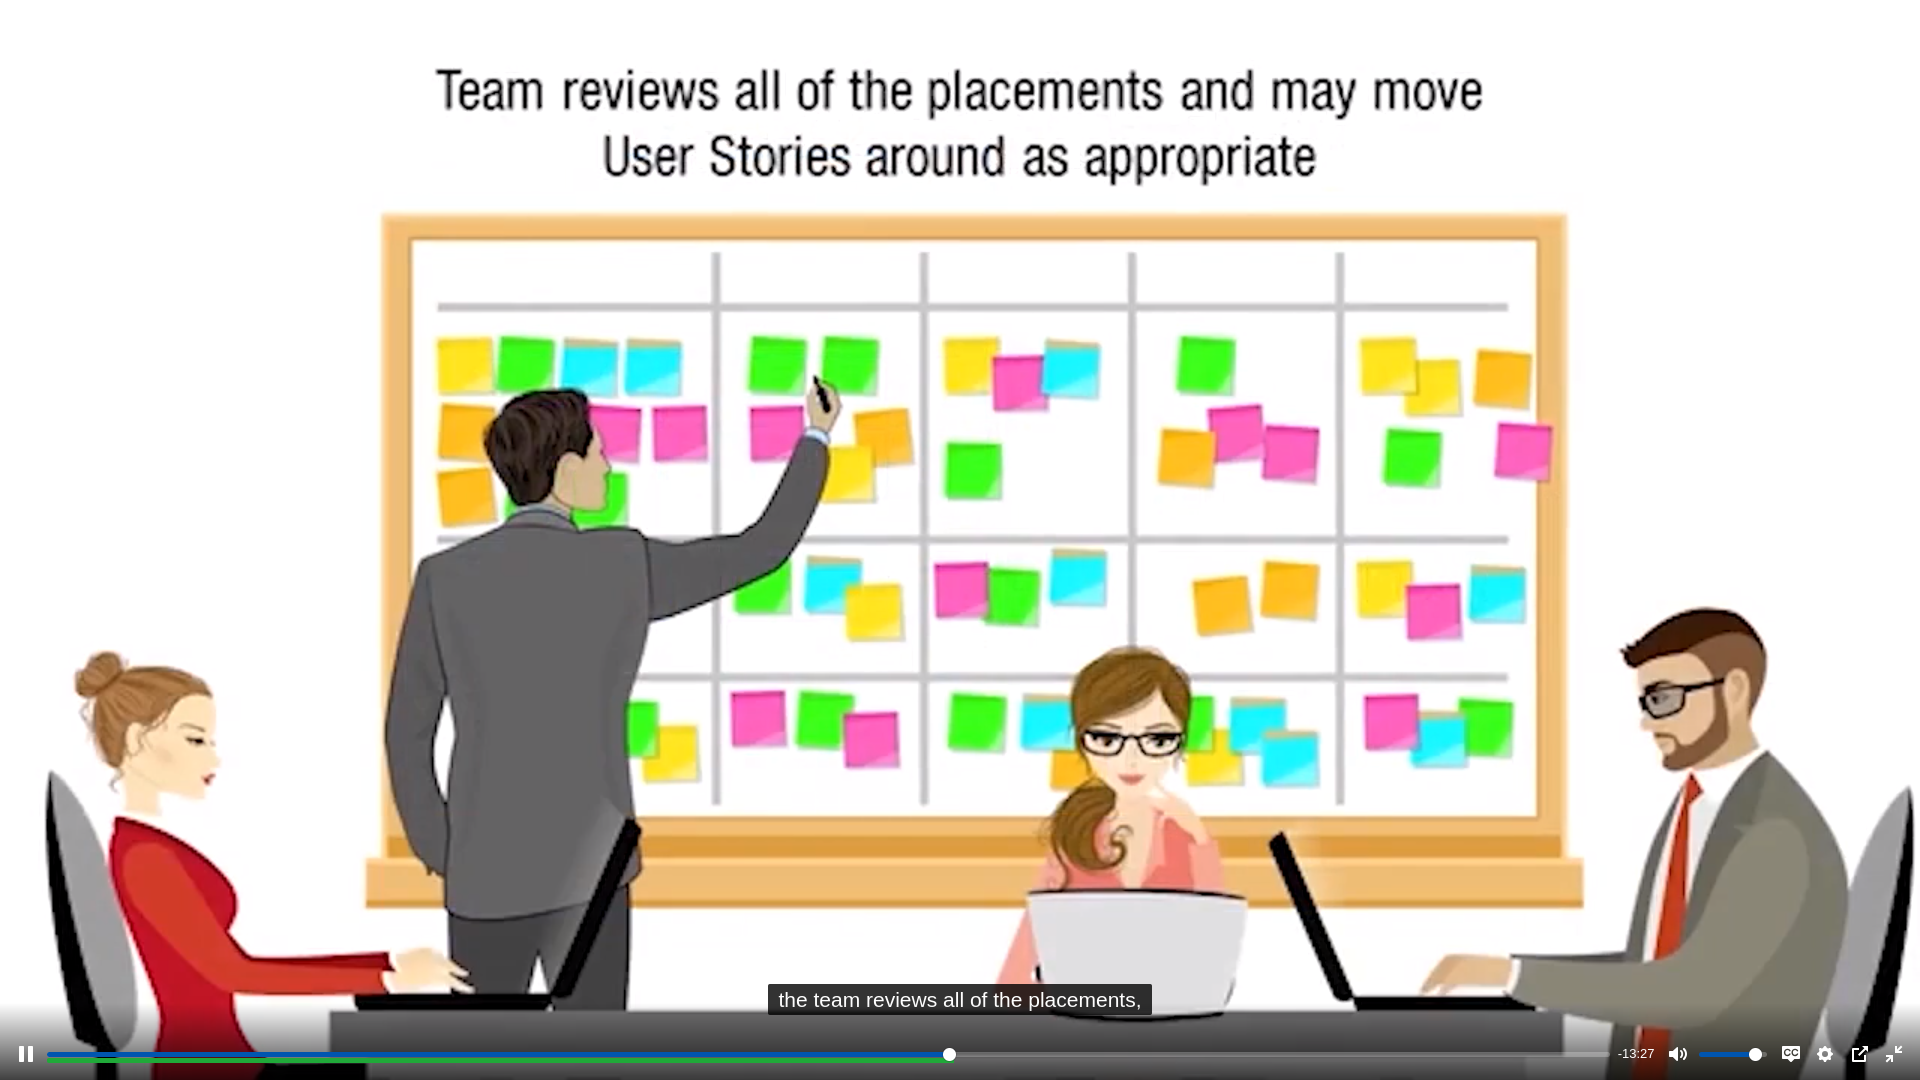 Team reviews all of the placements and may move
User Stories around as appropriate
the team reviews all of the placements,
-13:27
CC